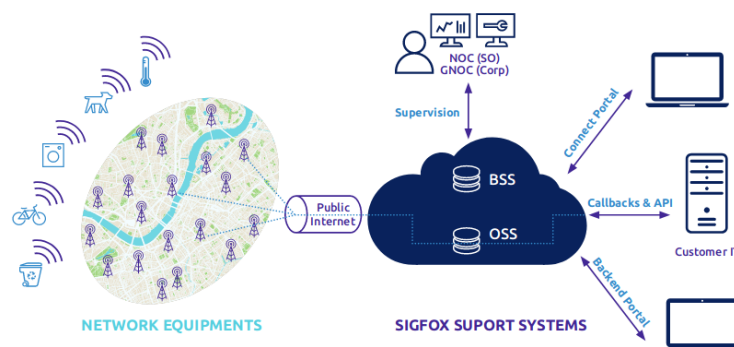 NOC (SO)
GNOC (Corp)
Supervision
Connect Portal
BSS
Public
Internet
Callbacks & API
OSS
Customer IT
Backend Portal
NETWORK EQUIPMENTS
SIGFOX SUPORT SYSTEMS